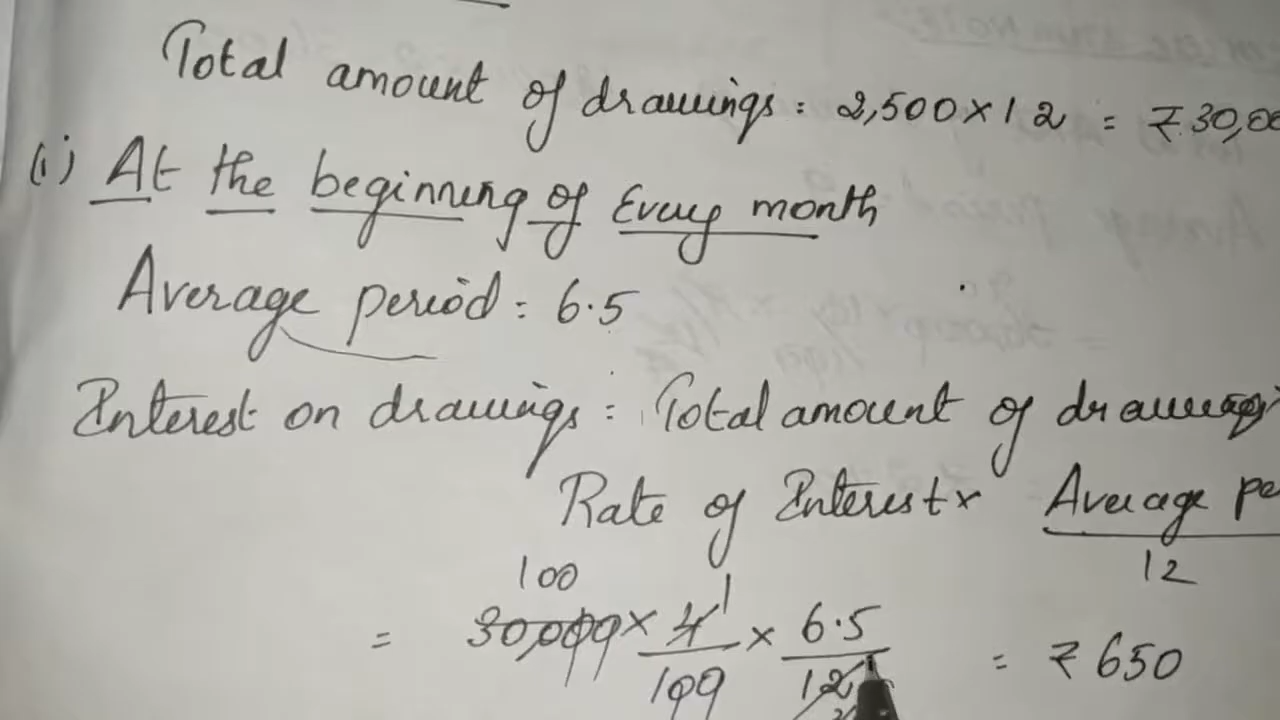 Total amount of drawings : 2,500 × 12 = ₹ 30,00
(i) At the beginning of Every month
Average period : 6.5
Interest on drawings : Total amount of drawings
Rate of Interest × Average pe
12
100
= 30,000 × 4 1 × 6.5 = ₹ 650
100 12